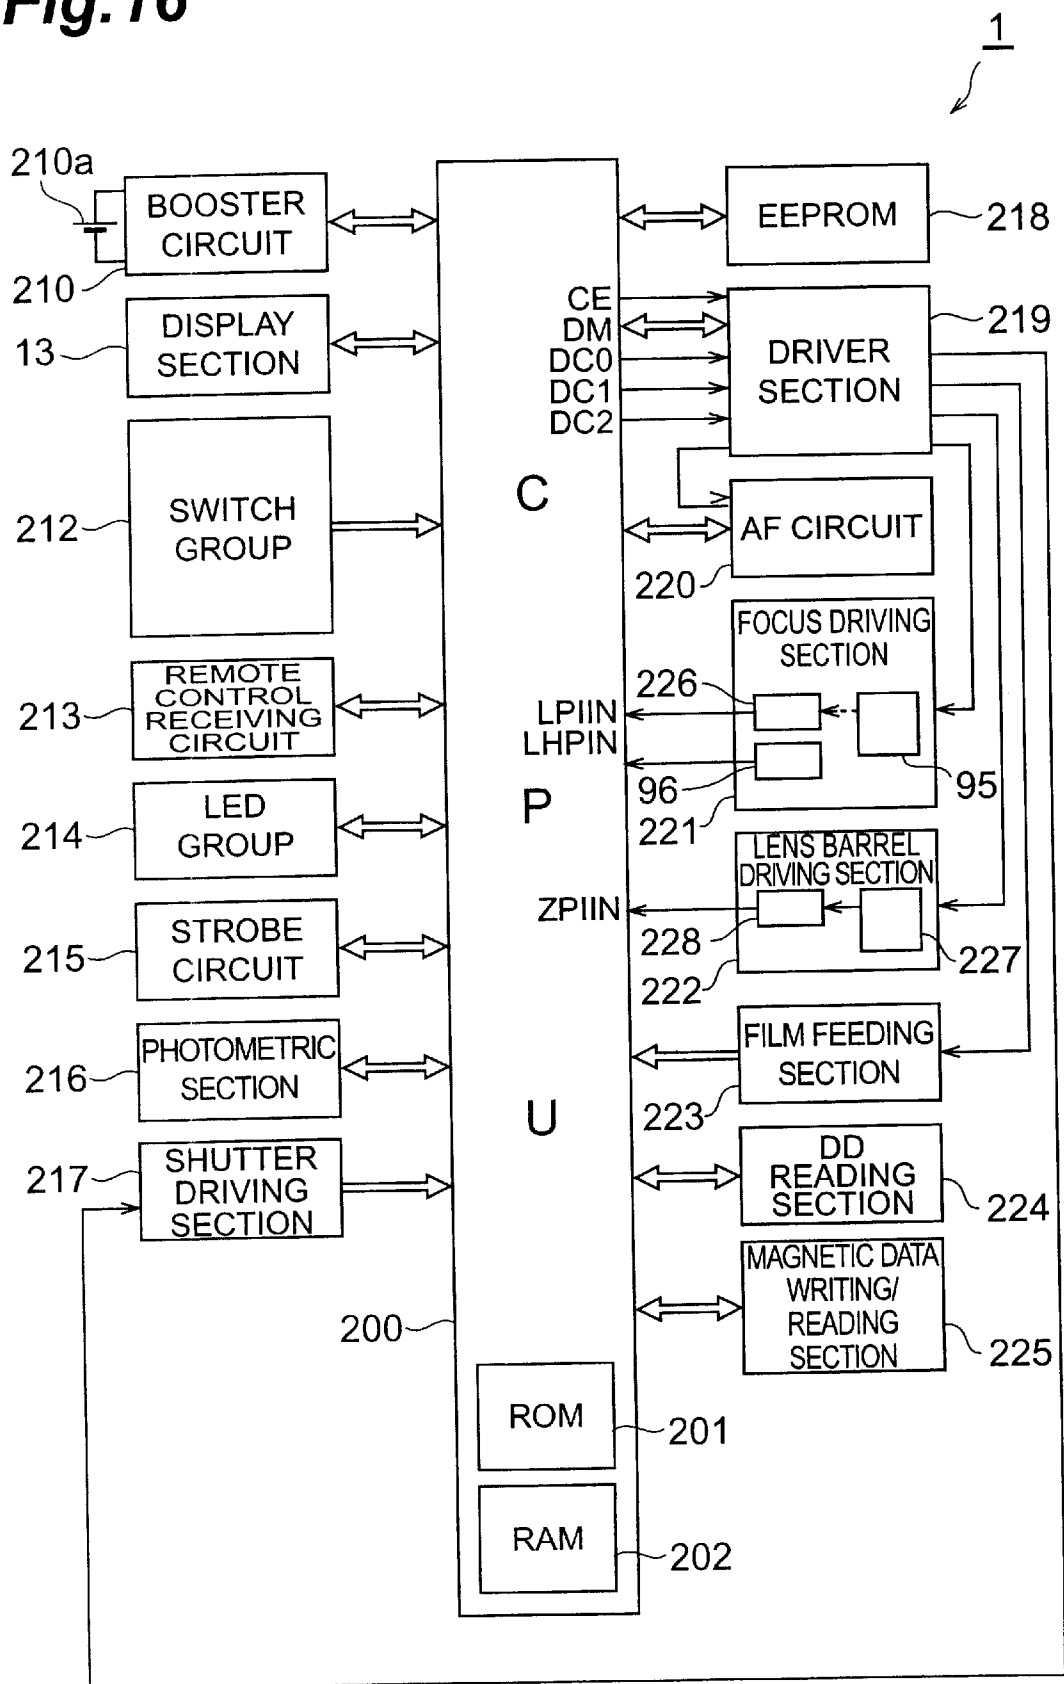 Fig. 16
1
210a
BOOSTER
CIRCUIT
210
DISPLAY
SECTION
13
SWITCH
GROUP
212
REMOTE
CONTROL
RECEIVING
CIRCUIT
213
LED
GROUP
214
STROBE
CIRCUIT
215
PHOTOMETRIC
SECTION
216
SHUTTER
DRIVING
SECTION
217
CE
DM
DC0
DC1
DC2
C
P
U
LPIIN
LHPIN
ZPIIN
200
ROM
201
RAM
202
EEPROM
218
DRIVER
SECTION
219
AF CIRCUIT
220
FOCUS DRIVING
SECTION
226
96
95
221
LENS BARREL
DRIVING SECTION
228
227
222
FILM FEEDING
SECTION
223
DD
READING
SECTION
224
MAGNETIC DATA
WRITING/
READING
SECTION
225